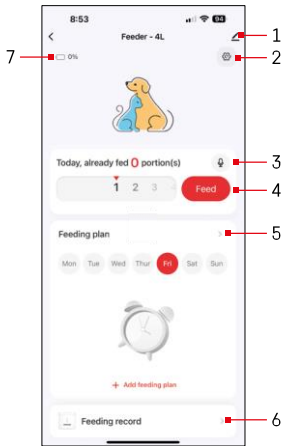 8:53
94
Feeder - 4L
1
7
0%
2
Today, already fed 0 portion(s)
3
1 2 3
Feed
4
Feeding plan
5
Mon Tue Wed Thur Fri Sat Sun
+ Add feeding plan
Feeding record
6